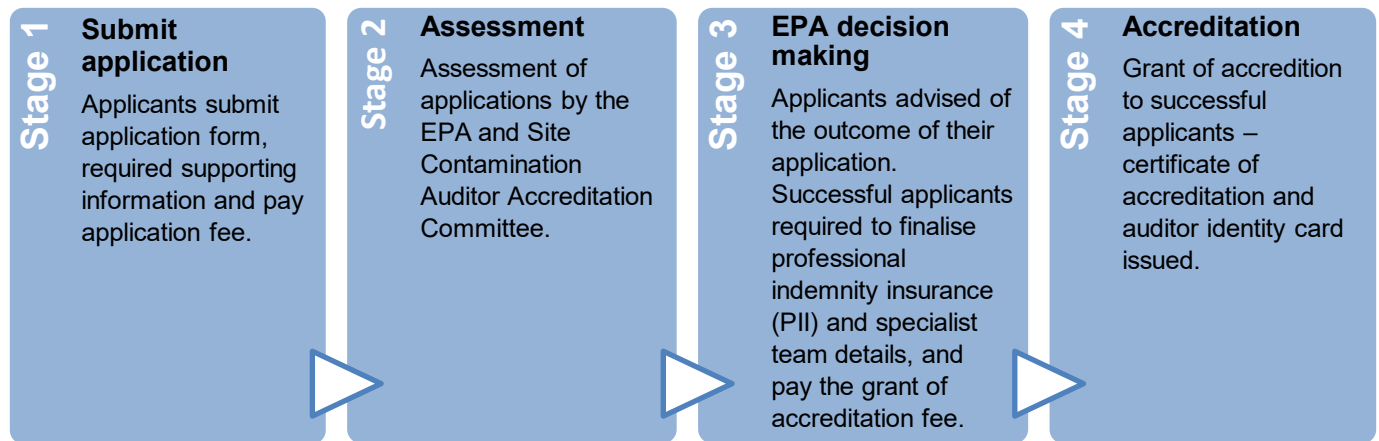 Stage 1
Submit
application
Applicants submit
application form,
required supporting
information and pay
application fee.
Stage 2
Assessment
Assessment of
applications by the
EPA and Site
Contamination
Auditor Accreditation
Committee.
Stage 3
EPA decision
making
Applicants advised of
the outcome of their
application.
Successful applicants
required to finalise
professional
indemnity insurance
(PII) and specialist
team details, and
pay the grant of
accreditation fee.
Stage 4
Accreditation
Grant of accredition
to successful
applicants –
certificate of
accreditation and
auditor identity card
issued.